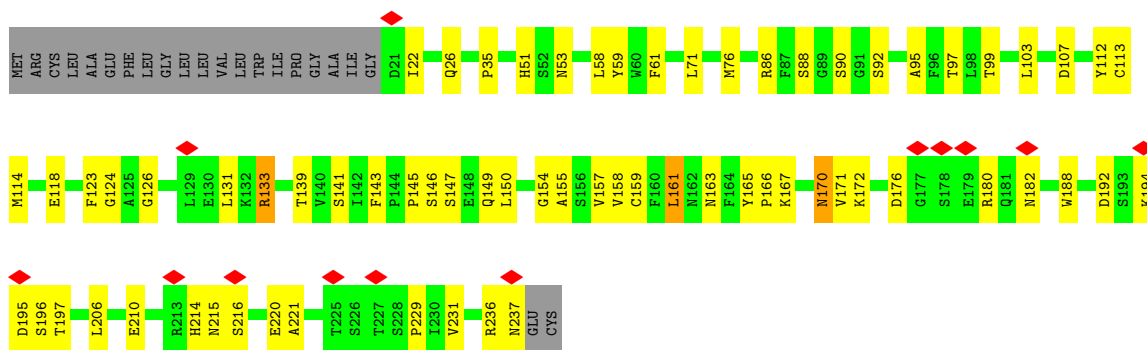 MET ARG CYS LEU ALA GLU PHE LEU GLY LEU LEU VAL LEU TRP ILE PRO GLY ALA ILE GLY D21 I22 Q26 P35 H51 S52 N53 L58 Y59 W60 F61 L71 M76 R86 F87 S88 G89 S90 G91 S92 A95 F96 T97 L98 T99 L103 D107 Y112 C113
M114 E118 F123 G124 A125 G126 L129 E130 L131 K132 R133 T139 V140 S141 I142 F143 P144 P145 S146 S147 E148 Q149 L150 G154 A155 S156 V157 V158 C159 F160 L161 N162 N163 F164 Y165 P166 K167 N170 V171 K172 D176 G177 S178 E179 R180 Q181 N182 W188 D192 S193 K194
D195 S196 T197 L206 E210 R213 H214 N215 S216 E220 A221 T225 S226 T227 S228 P229 I230 V231 R236 N237 GLU CYS